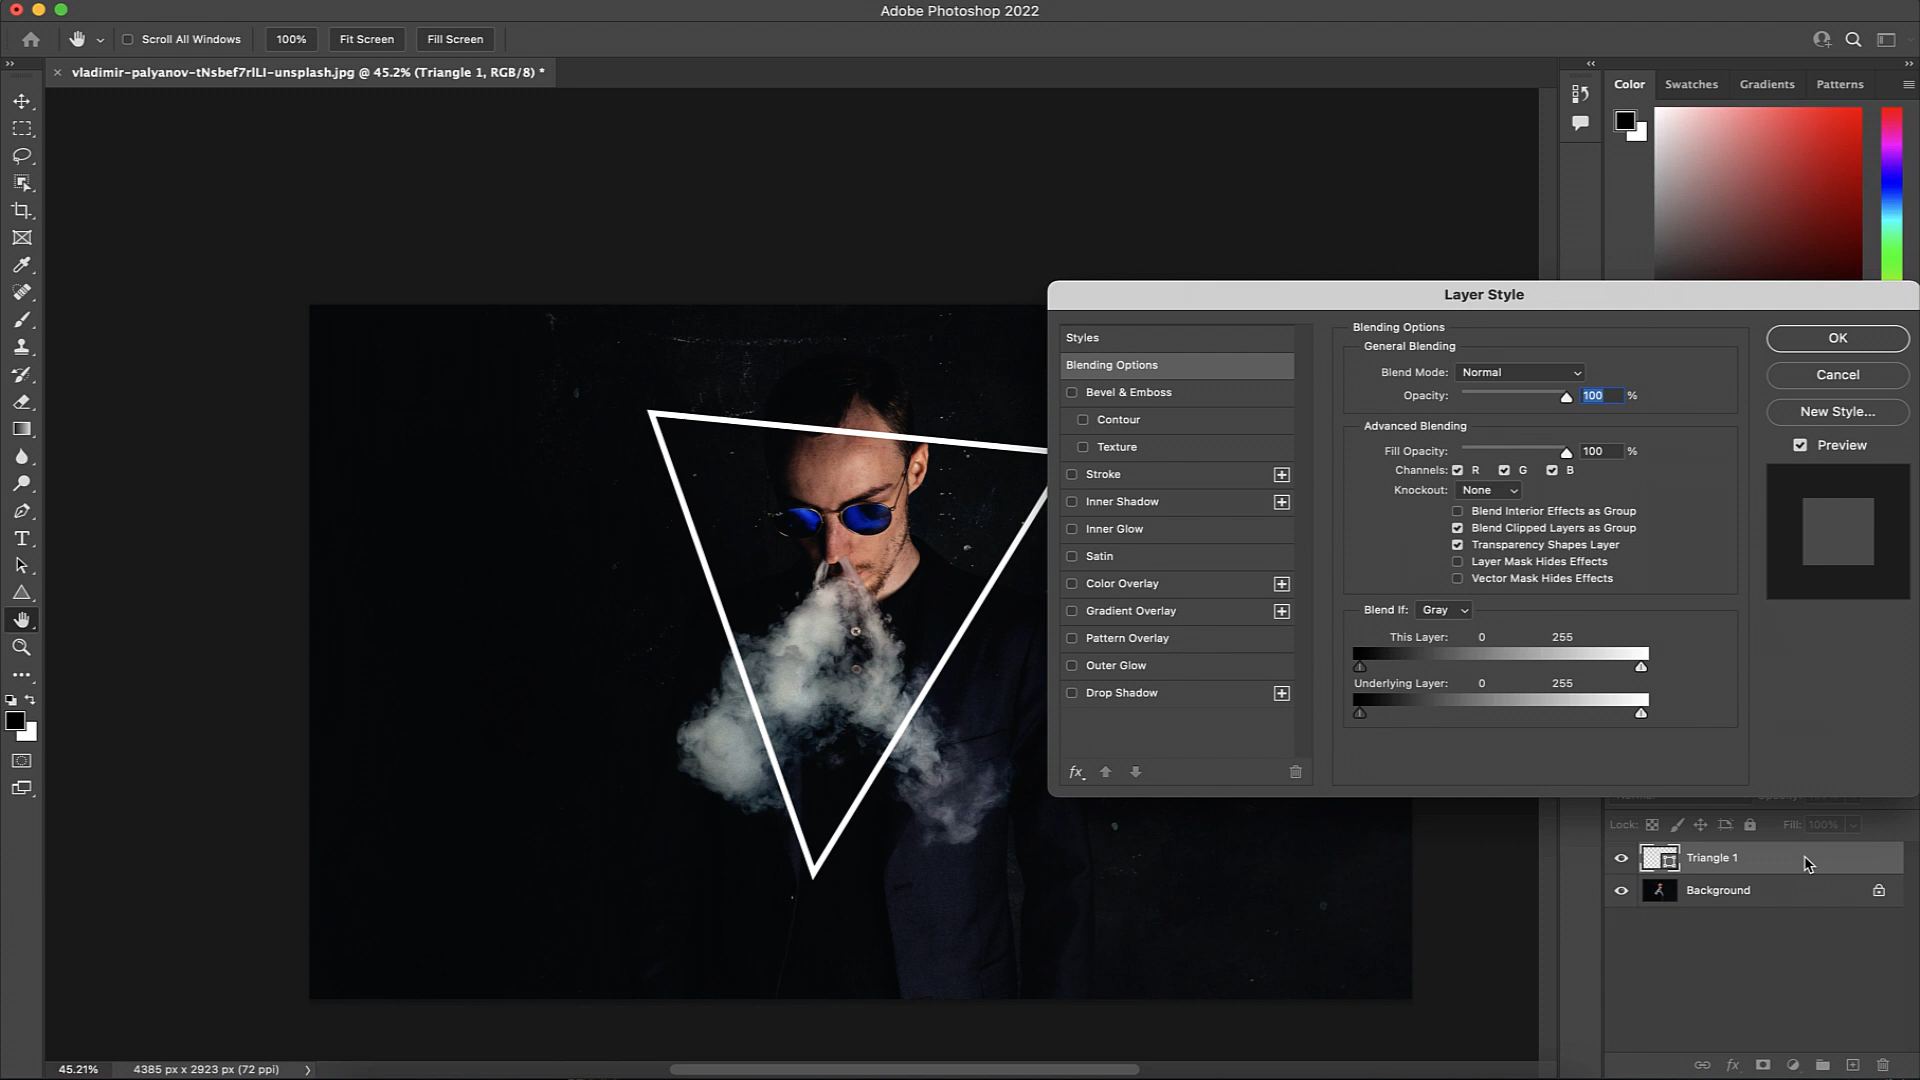 Adobe Photoshop 2022
Scroll All Windows
100%
Fit Screen
Fill Screen
vladimir-palyanov-tNsbef7rlLI-unsplash.jpg @ 45.2% (Triangle 1, RGB/8) *
Color
Swatches
Gradients
Patterns
Layer Style
Styles
Blending Options
Bevel & Emboss
Contour
Texture
Stroke
Inner Shadow
Inner Glow
Satin
Color Overlay
Gradient Overlay
Pattern Overlay
Outer Glow
Drop Shadow
fx
Blending Options
General Blending
Blend Mode: Normal
Opacity: 100 %
Advanced Blending
Fill Opacity: 100 %
Channels: R G B
Knockout: None
Blend Interior Effects as Group
Blend Clipped Layers as Group
Transparency Shapes Layer
Layer Mask Hides Effects
Vector Mask Hides Effects
Blend If: Gray
This Layer: 0 255
Underlying Layer: 0 255
OK
Cancel
New Style...
Preview
Lock:
Fill: 100%
Triangle 1
Background
fx
45.21%
4385 px x 2923 px (72 ppi)